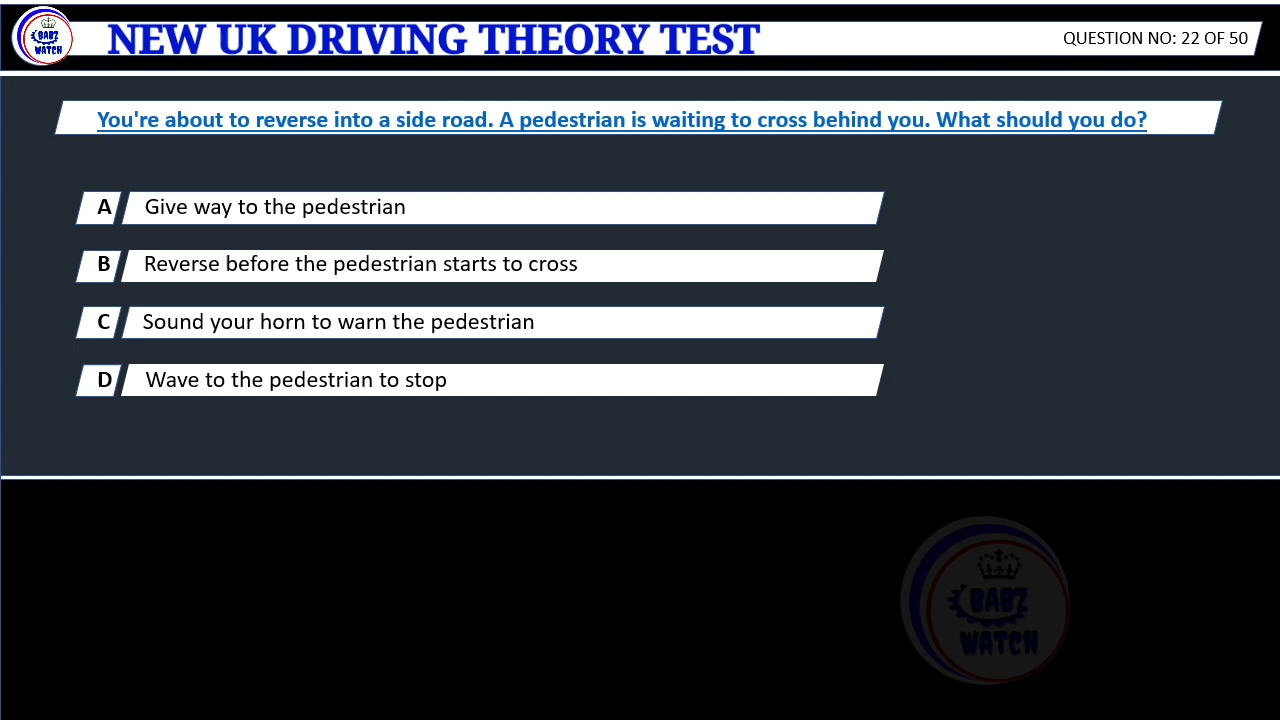 BABZ
WATCH
NEW UK DRIVING THEORY TEST
QUESTION NO: 22 OF 50
You're about to reverse into a side road. A pedestrian is waiting to cross behind you. What should you do?
A Give way to the pedestrian
B Reverse before the pedestrian starts to cross
C Sound your horn to warn the pedestrian
D Wave to the pedestrian to stop
BABZ
WATCH